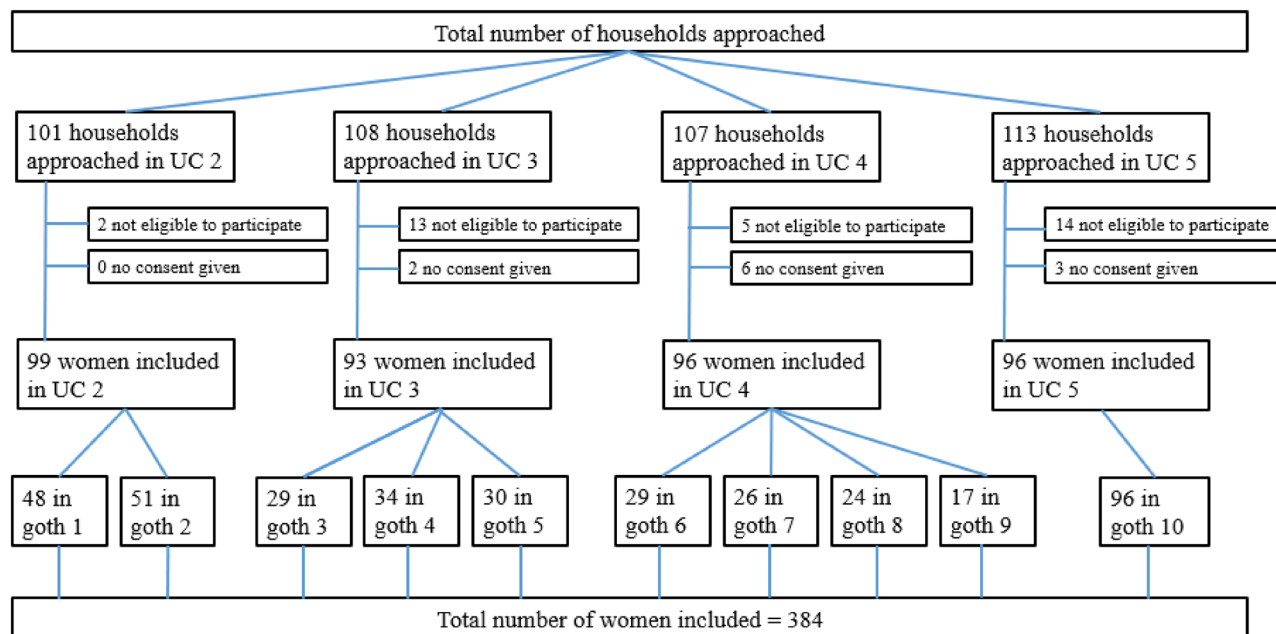 Total number of households approached
101 households
approached in UC 2
108 households
approached in UC 3
107 households
approached in UC 4
113 households
approached in UC 5
2 not eligible to participate
0 no consent given
13 not eligible to participate
2 no consent given
5 not eligible to participate
6 no consent given
14 not eligible to participate
3 no consent given
99 women included
in UC 2
93 women included
in UC 3
96 women included
in UC 4
96 women included
in UC 5
48 in
goth 1
51 in
goth 2
29 in
goth 3
34 in
goth 4
30 in
goth 5
29 in
goth 6
26 in
goth 7
24 in
goth 8
17 in
goth 9
96 in
goth 10
Total number of women included = 384